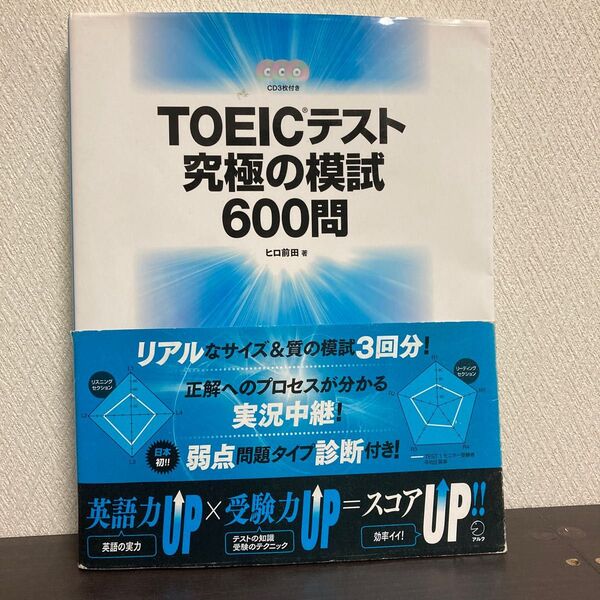 CD3枚付き
TOEIC®テスト
究極の模試
600問
ヒロ前田 著
リアルなサイズ&質の模試3回分!
リスニング
セクション
リーディング
セクション
正解へのプロセスが分かる
実況中継!
日本
初!!
弱点問題タイプ診断付き!
英語力UP×受験力UP=スコアUP!!
英語の実力
テストの知識
受験のテクニック
効率イイ!
アルク